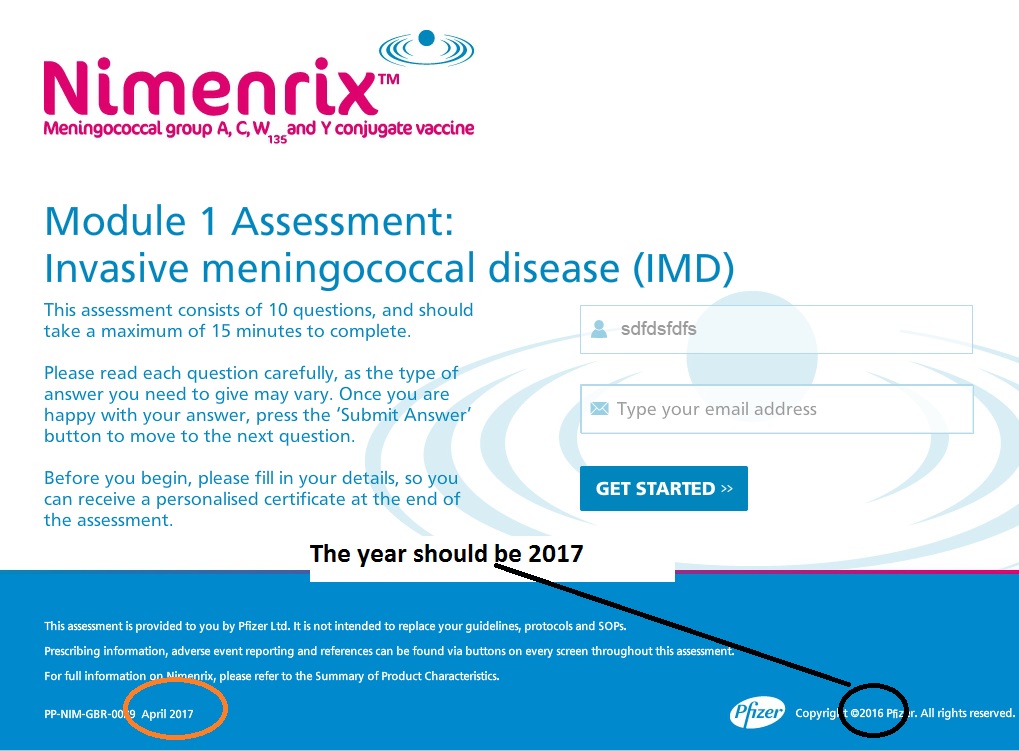 Nimenrix™
Meningococcal group A, C, W135 and Y conjugate vaccine
Module 1 Assessment:
Invasive meningococcal disease (IMD)
This assessment consists of 10 questions, and should
take a maximum of 15 minutes to complete.
Please read each question carefully, as the type of
answer you need to give may vary. Once you are
happy with your answer, press the ‘Submit Answer’
button to move to the next question.
Before you begin, please fill in your details, so you
can receive a personalised certificate at the end of
the assessment.
sdfdsfdfs
Type your email address
GET STARTED >>
The year should be 2017
This assessment is provided to you by Pfizer Ltd. It is not intended to replace your guidelines, protocols and SOPs.
Prescribing information, adverse event reporting and references can be found via buttons on every screen throughout this assessment.
For full information on Nimenrix, please refer to the Summary of Product Characteristics.
April 2017
Pfizer
Copyright ©2016 Pfizer. All rights reserved.